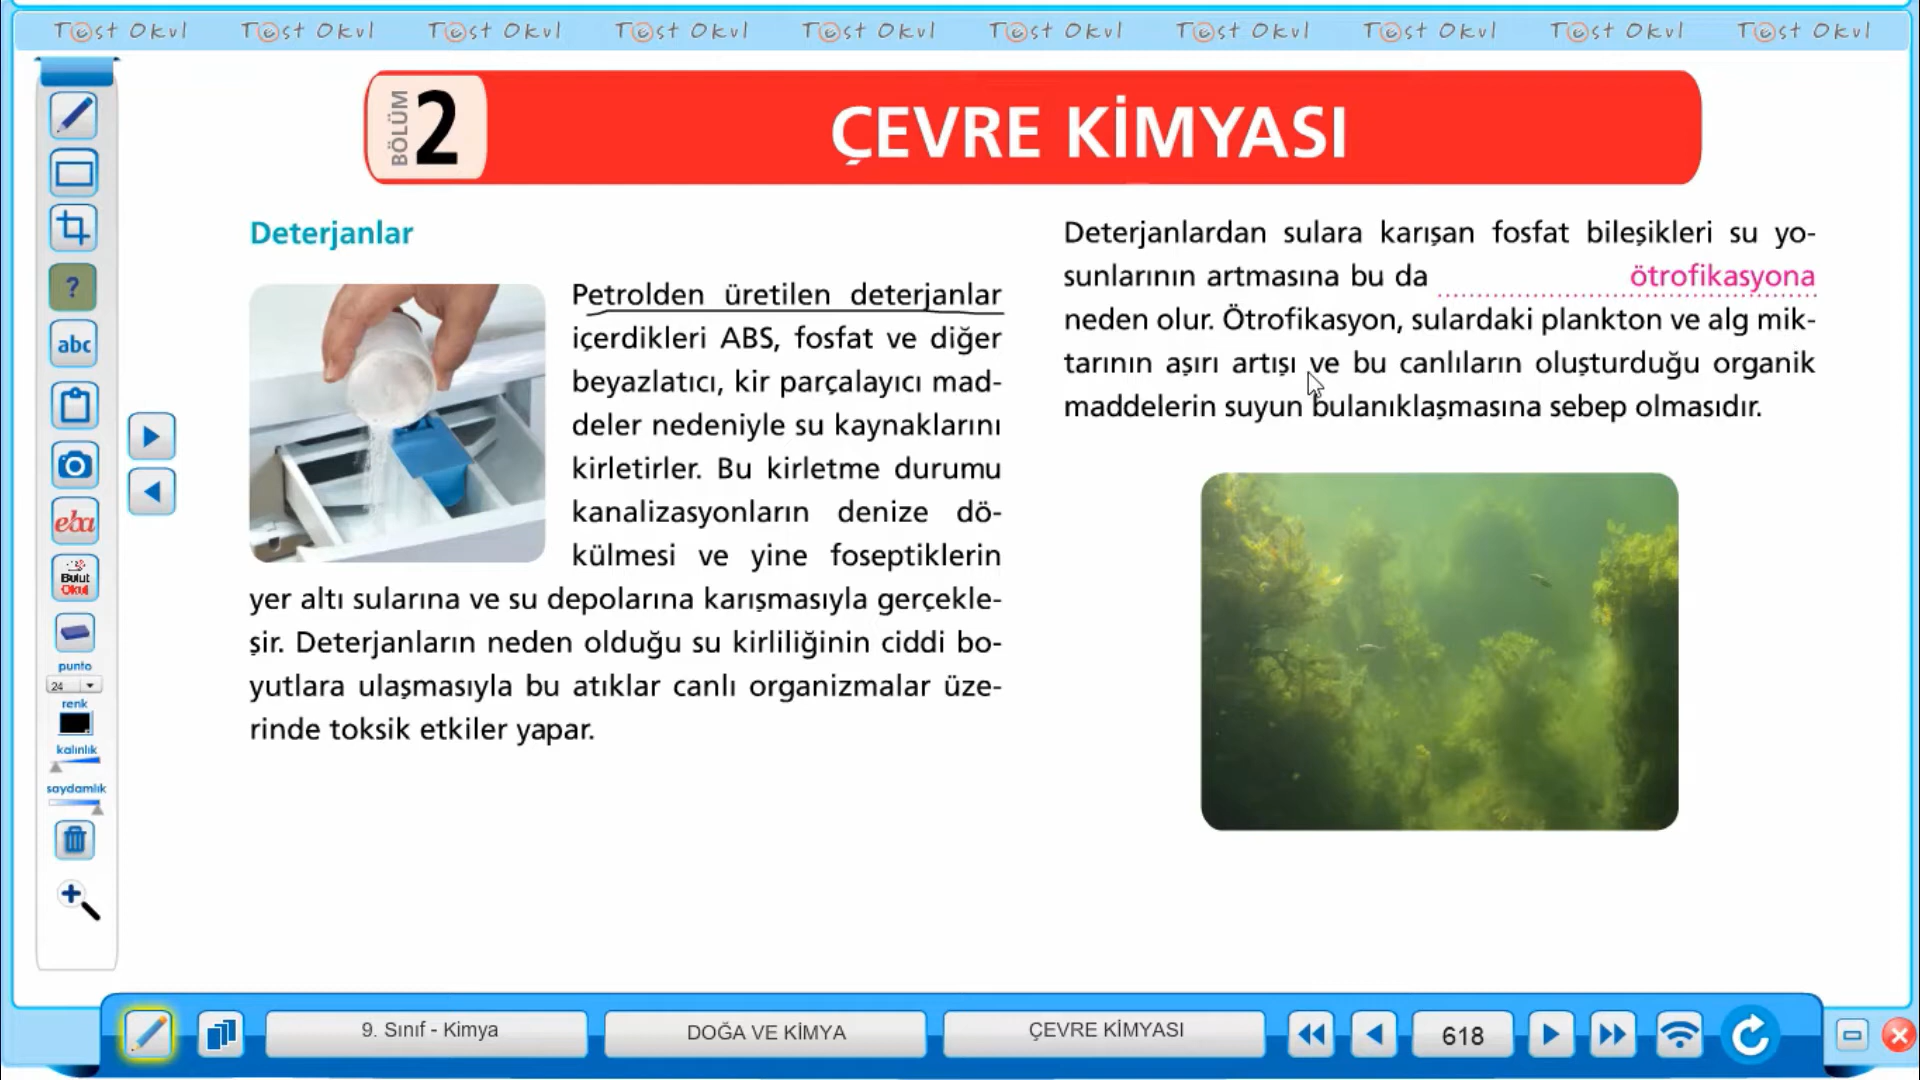 Test Okul Test Okul Test Okul Test Okul Test Okul Test Okul Test Okul Test Okul Test Okul Test Okul
BÖLÜM 2
ÇEVRE KİMYASI
Deterjanlar
Petrolden üretilen deterjanlar
içerdikleri ABS, fosfat ve diğer
beyazlatıcı, kir parçalayıcı mad-
deler nedeniyle su kaynaklarını
kirletirler. Bu kirletme durumu
kanalizasyonların denize dö-
külmesi ve yine foseptiklerin
yer altı sularına ve su depolarına karışmasıyla gerçekle-
şir. Deterjanların neden olduğu su kirliliğinin ciddi bo-
yutlara ulaşmasıyla bu atıklar canlı organizmalar üze-
rinde toksik etkiler yapar.
Deterjanlardan sulara karışan fosfat bileşikleri su yo-
sunlarının artmasına bu da ötrofikasyona
neden olur. Ötrofikasyon, sulardaki plankton ve alg mik-
tarının aşırı artışı ve bu canlıların oluşturduğu organik
maddelerin suyun bulanıklaşmasına sebep olmasıdır.
?
abc
eba
Bulut
Okul
punto
24
renk
kalınlık
saydamlık
9. Sınıf - Kimya
DOĞA VE KİMYA
ÇEVRE KİMYASI
618